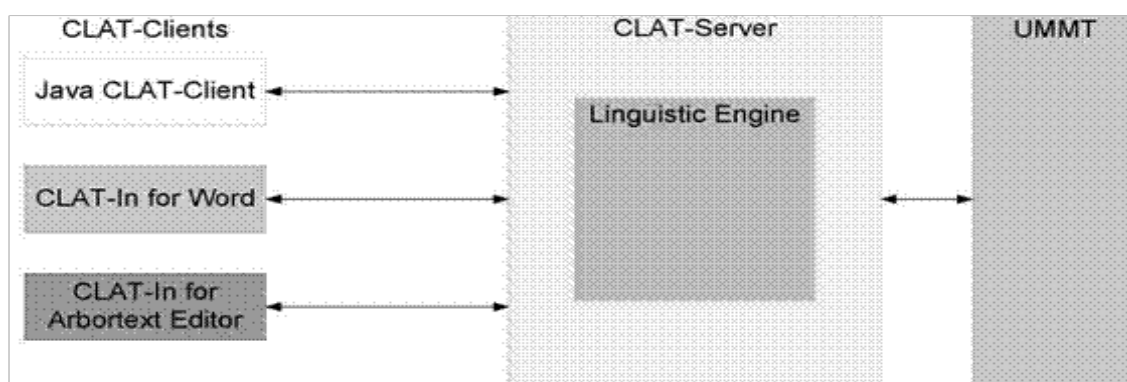 CLAT-Clients
Java CLAT-Client
CLAT-In for Word
CLAT-In for
Arbortext Editor
CLAT-Server
Linguistic Engine
UMMT